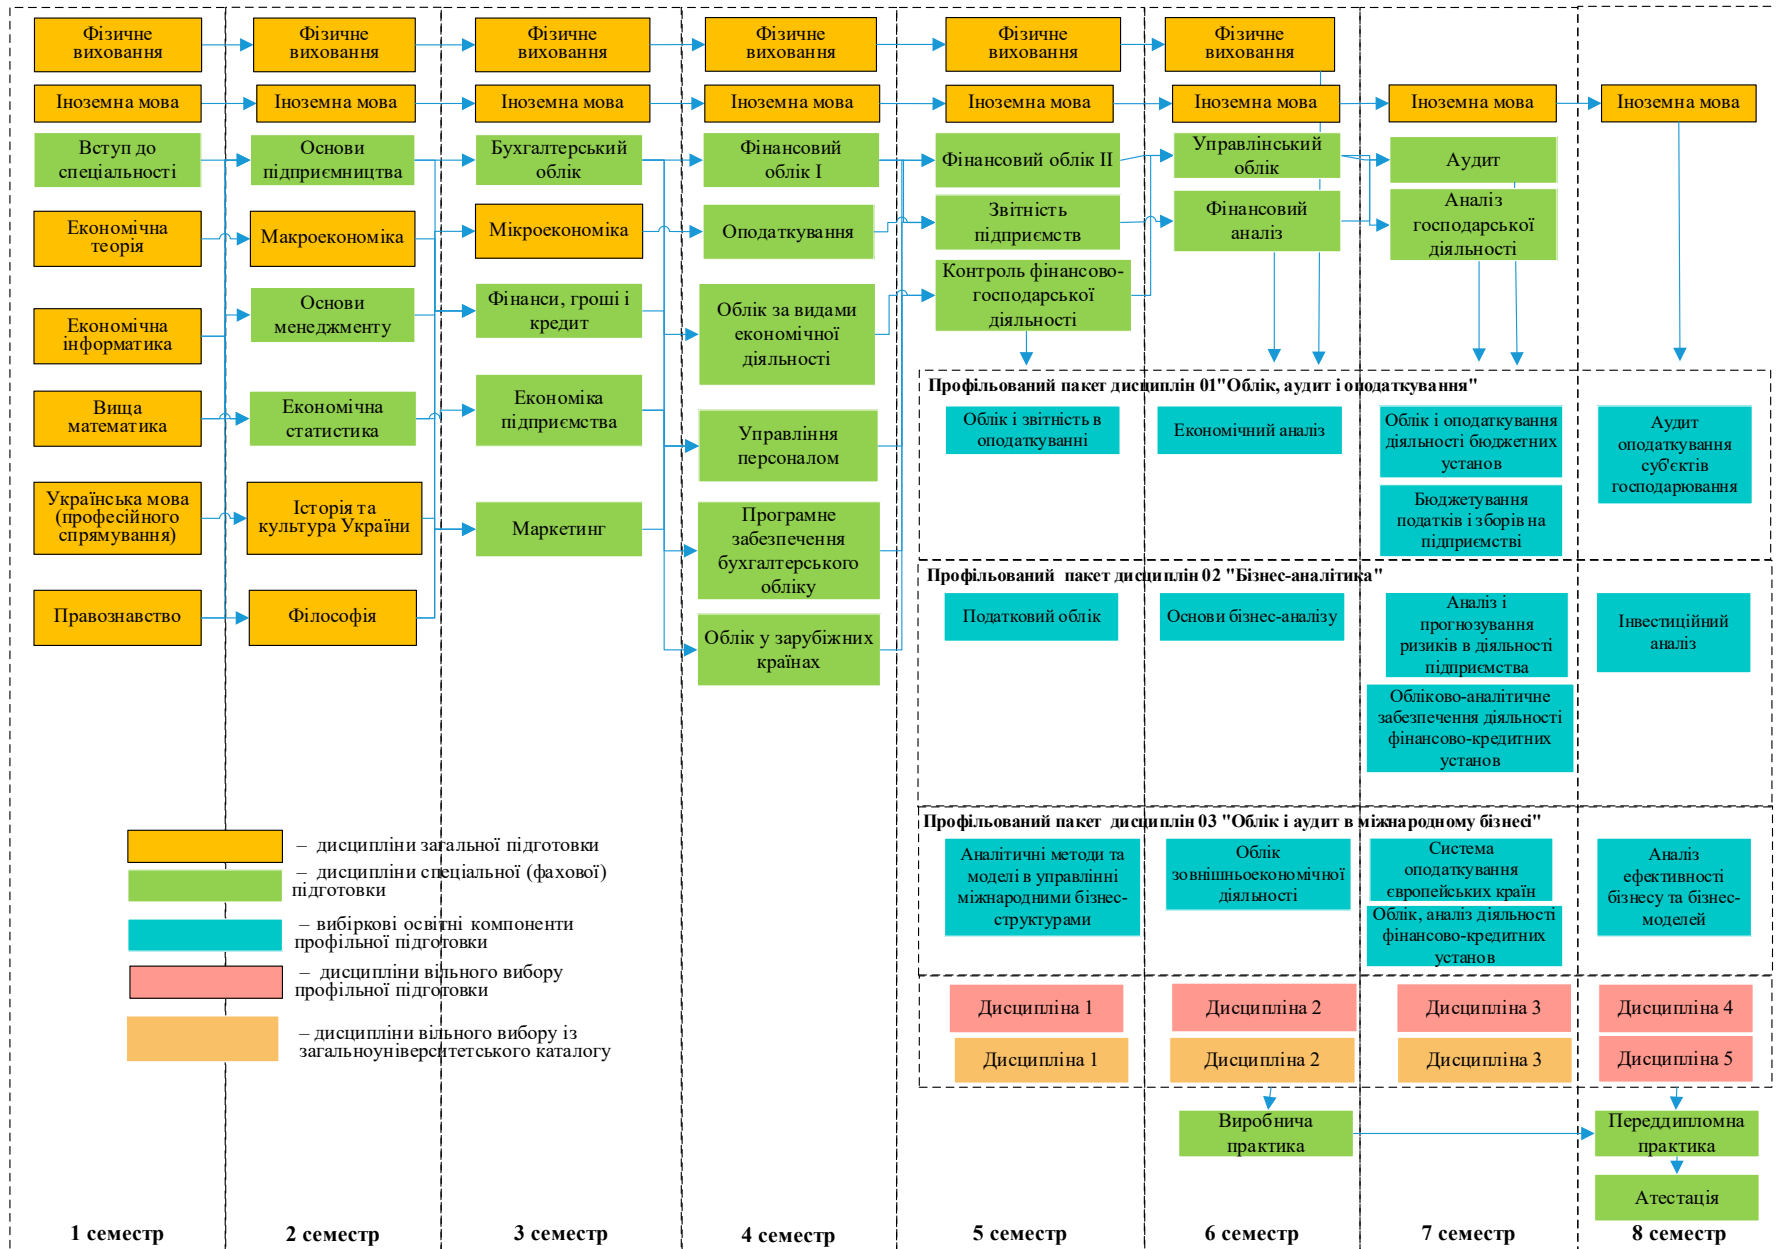 Фізичне
виховання
Фізичне
виховання
Фізичне
виховання
Фізичне
виховання
Фізичне
виховання
Фізичне
виховання
Іноземна мова
Іноземна мова
Іноземна мова
Іноземна мова
Іноземна мова
Іноземна мова
Іноземна мова
Іноземна мова
Вступ до
спеціальності
Основи
підприємництва
Бухгалтерський
облік
Фінансовий
облік I
Фінансовий облік II
Управлінський
облік
Аудит
Економічна
теорія
Макроекономіка
Мікроекономіка
Оподаткування
Звітність
підприємств
Фінансовий
аналіз
Аналіз
господарської
діяльності
Економічна
інформатика
Основи
менеджменту
Фінанси, гроші і
кредит
Облік за видами
економічної
діяльності
Контроль фінансово-
господарської
діяльності
Вища
математика
Економічна
статистика
Економіка
підприємства
Управління
персоналом
Українська мова
(професійного
спрямування)
Історія та
культура України
Маркетинг
Програмне
забезпечення
бухгалтерського
обліку
Правознавство
Філософія
Облік у зарубіжних
країнах
Профільований пакет дисциплін 01"Облік, аудит і оподаткування"
Облік і звітність в
оподаткуванні
Економічний аналіз
Облік і оподаткування
діяльності бюджетних
установ
Бюджетування
податків і зборів на
підприємстві
Аудит
оподаткування
суб'єктів
господарювання
Профільований пакет дисциплін 02 "Бізнес-аналітика"
Податковий облік
Основи бізнес-аналізу
Аналіз і
прогнозування
ризиків в діяльності
підприємства
Обліково-аналітичне
забезпечення діяльності
фінансово-кредитних
установ
Інвестиційний
аналіз
Профільований пакет дисциплін 03 "Облік і аудит в міжнародному бізнесі"
Аналітичні методи та
моделі в управлінні
міжнародними бізнес-
структурами
Облік
зовнішньоекономічної
діяльності
Система
оподаткування
європейських країн
Облік, аналіз діяльності
фінансово-кредитних
установ
Аналіз
ефективності
бізнесу та бізнес-
моделей
– дисципліни загальної підготовки
– дисципліни спеціальної (фахової)
підготовки
– вибіркові освітні компоненти
профільної підготовки
– дисципліни вільного вибору
профільної підготовки
– дисципліни вільного вибору із
загальноуніверситетського каталогу
Дисципліна 1
Дисципліна 2
Дисципліна 3
Дисципліна 4
Дисципліна 1
Дисципліна 2
Дисципліна 3
Дисципліна 5
Виробнича
практика
Переддипломна
практика
Атестація
1 семестр
2 семестр
3 семестр
4 семестр
5 семестр
6 семестр
7 семестр
8 семестр